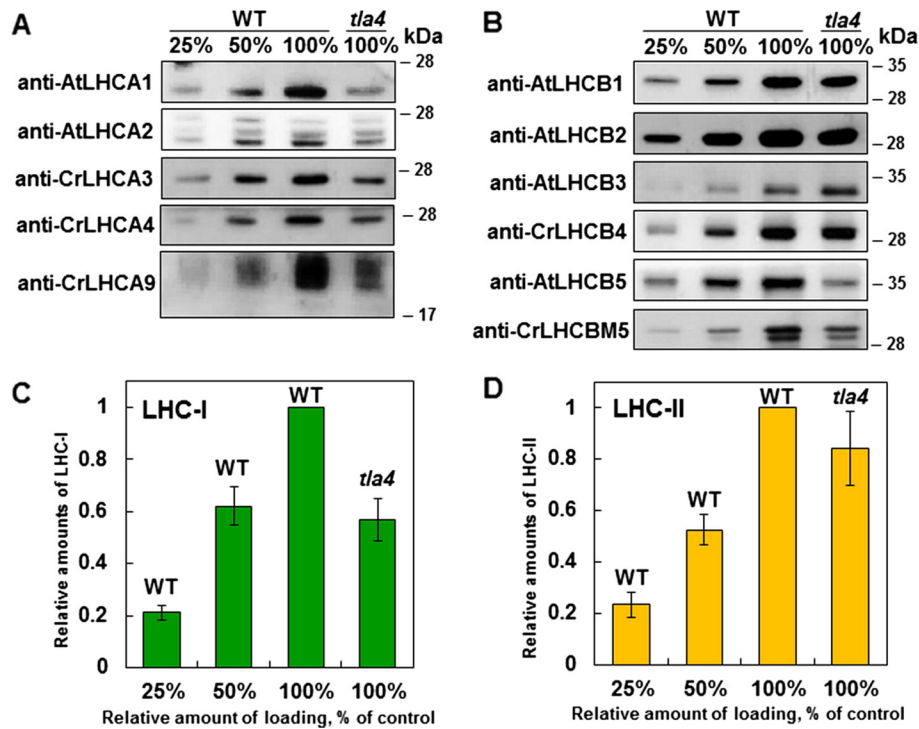 A
WT tla4
25% 50% 100% 100% kDa
anti-AtLHCA1
– 28
anti-AtLHCA2
– 28
anti-CrLHCA3
– 28
anti-CrLHCA4
– 28
anti-CrLHCA9
– 17
B
WT tla4
25% 50% 100% 100% kDa
– 35
anti-AtLHCB1
– 28
anti-AtLHCB2
– 28
anti-AtLHCB3
– 35
anti-CrLHCB4
– 28
anti-AtLHCB5
– 35
anti-CrLHCBM5
– 28
C
LHC-I
Relative amounts of LHC-I
1
0.8
0.6
0.4
0.2
0
WT
WT
WT
tla4
25% 50% 100% 100%
Relative amount of loading, % of control
D
LHC-II
Relative amounts of LHC-II
1
0.8
0.6
0.4
0.2
0
WT
WT
WT
tla4
25% 50% 100% 100%
Relative amount of loading, % of control